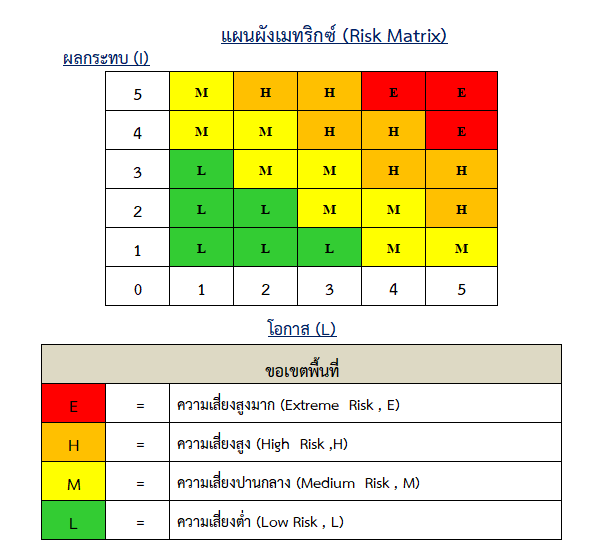 แผนผังเมทริกซ์ (Risk Matrix)
ผลกระทบ (I)
5 M H H E E
4 M M H H E
3 L M M H H
2 L L M M H
1 L L L M M
0 1 2 3 4 5
โอกาส (L)
ขอเขตพื้นที่
E = ความเสี่ยงสูงมาก (Extreme Risk , E)
H = ความเสี่ยงสูง (High Risk ,H)
M = ความเสี่ยงปานกลาง (Medium Risk , M)
L = ความเสี่ยงต่ำ (Low Risk , L)